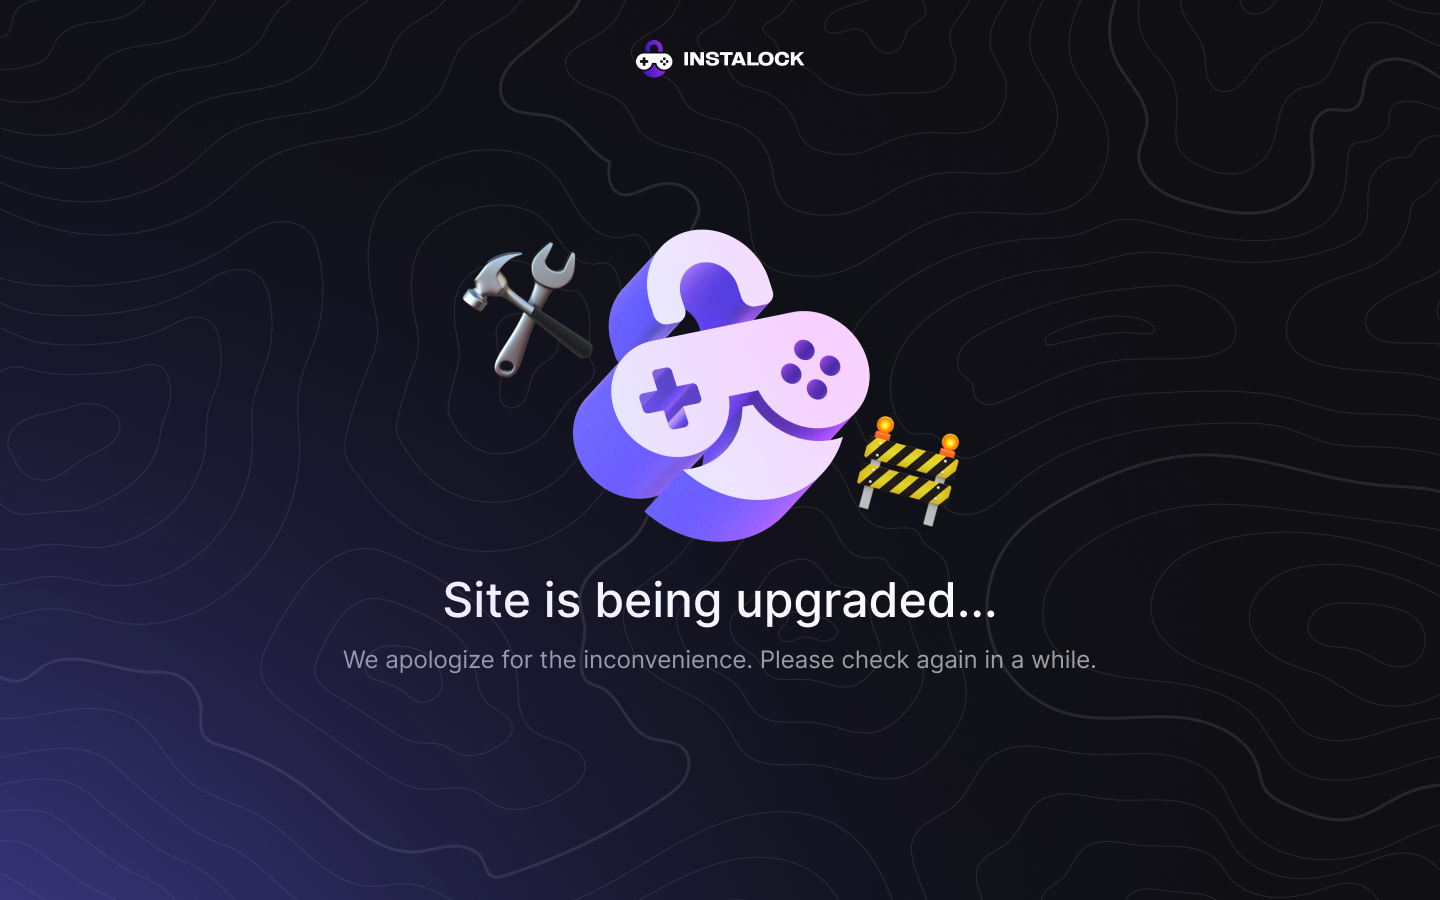 INSTALOCK
Site is being upgraded...
We apologize for the inconvenience. Please check again in a while.